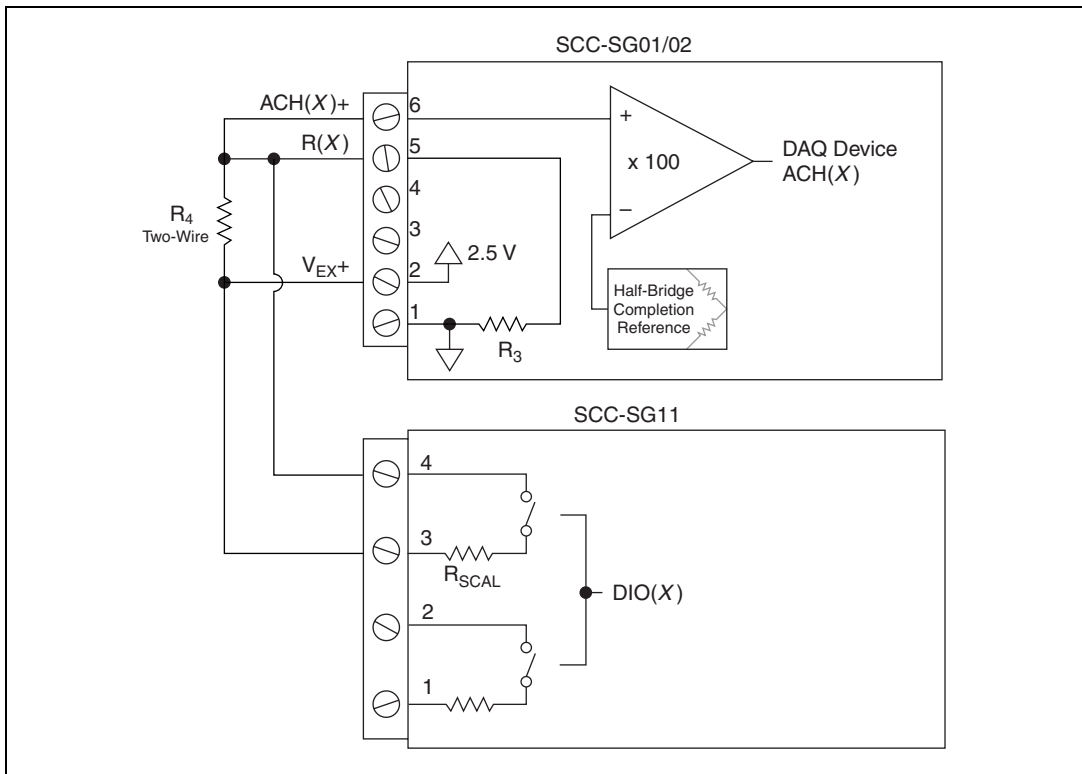 SCC-SG01/02
ACH(X)+
6
R(X)
5
4
3
2
1
+
x 100
–
DAQ Device
ACH(X)
R4
Two-Wire
VEX+
2.5 V
Half-Bridge
Completion
Reference
R3
SCC-SG11
4
3
RSCAL
2
1
DIO(X)